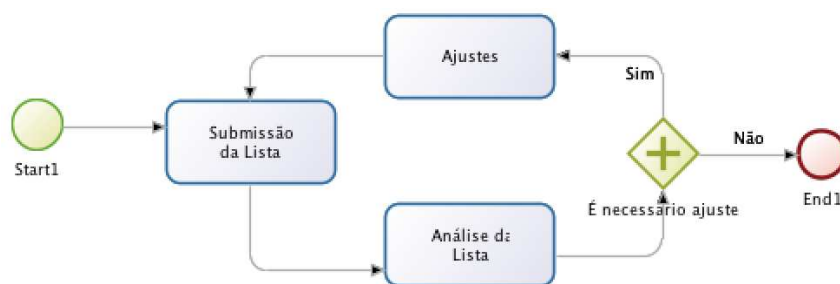 Ajustes
Sim
Submissão
da Lista
Start1
Não
End1
É necessario ajuste
Análise da
Lista